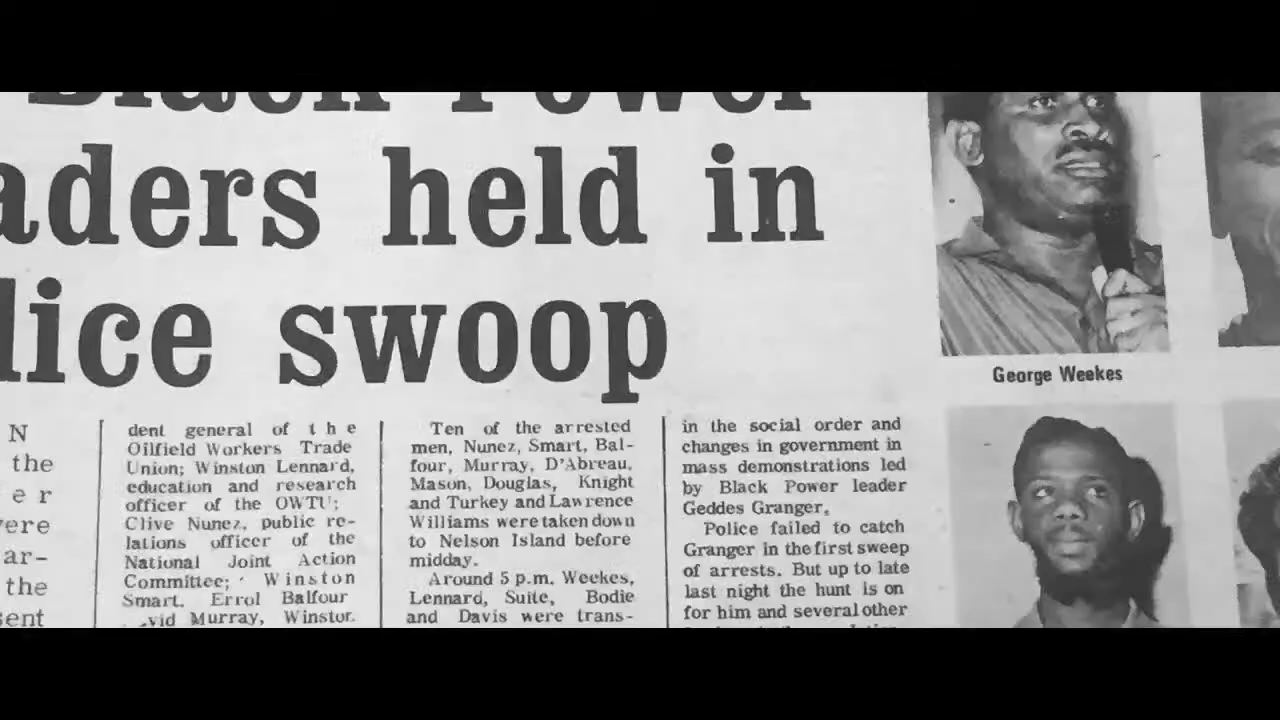 Black Power
aders held in
lice swoop
George Weekes
N
the
er
vere
ar-
the
sent
dent general of the
Oilfield Workers Trade
Union; Winston Lennard,
education and research
officer of the OWTU;
Clive Nunez, public re-
lations officer of the
National Joint Action
Committee; Winston
Smart, Errol Balfour
vid Murray, Winston
Ten of the arrested
men, Nunez, Smart, Bal-
four, Murray, D'Abreau,
Mason, Douglas, Knight
and Turkey and Lawrence
Williams were taken down
to Nelson Island before
midday.
Around 5 p.m. Weekes,
Lennard, Suite, Bodie
and Davis were trans-
in the social order and
changes in government in
mass demonstrations led
by Black Power leader
Geddes Granger.
Police failed to catch
Granger in the first sweep
of arrests. But up to late
last night the hunt is on
for him and several other